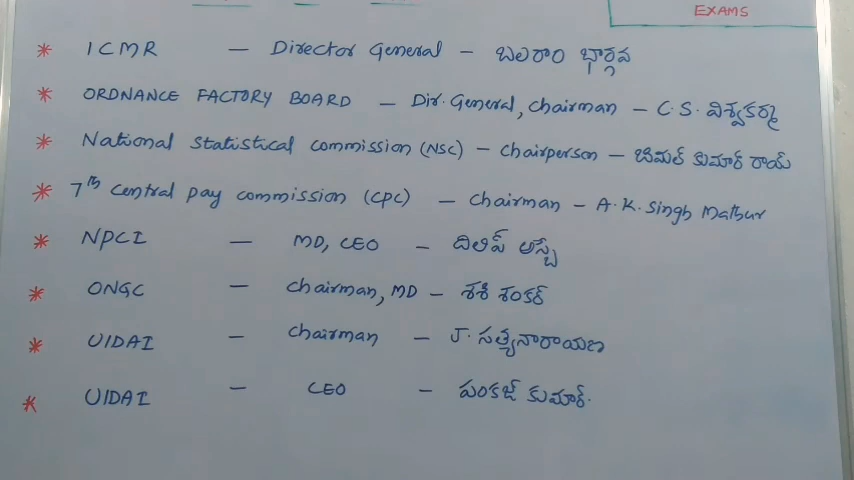 EXAMS
* ICMR — Director General — బలరాం భార్గవ
* ORDNANCE FACTORY BOARD — Dir. General, Chairman — C.S. విశ్వకర్మ
* National Statistical Commission (NSC) — Chairperson — బిమల్ కుమార్ రాయ్
* 7th Central Pay Commission (CPC) — Chairman — A.K. Singh Mathur
* NPCI — MD, CEO — దిలిప్ అస్బే
* ONGC — Chairman, MD — శశి శంకర్
* UIDAI — Chairman — J. సత్యనారాయణ
* UIDAI — CEO — పంకజ్ కుమార్.